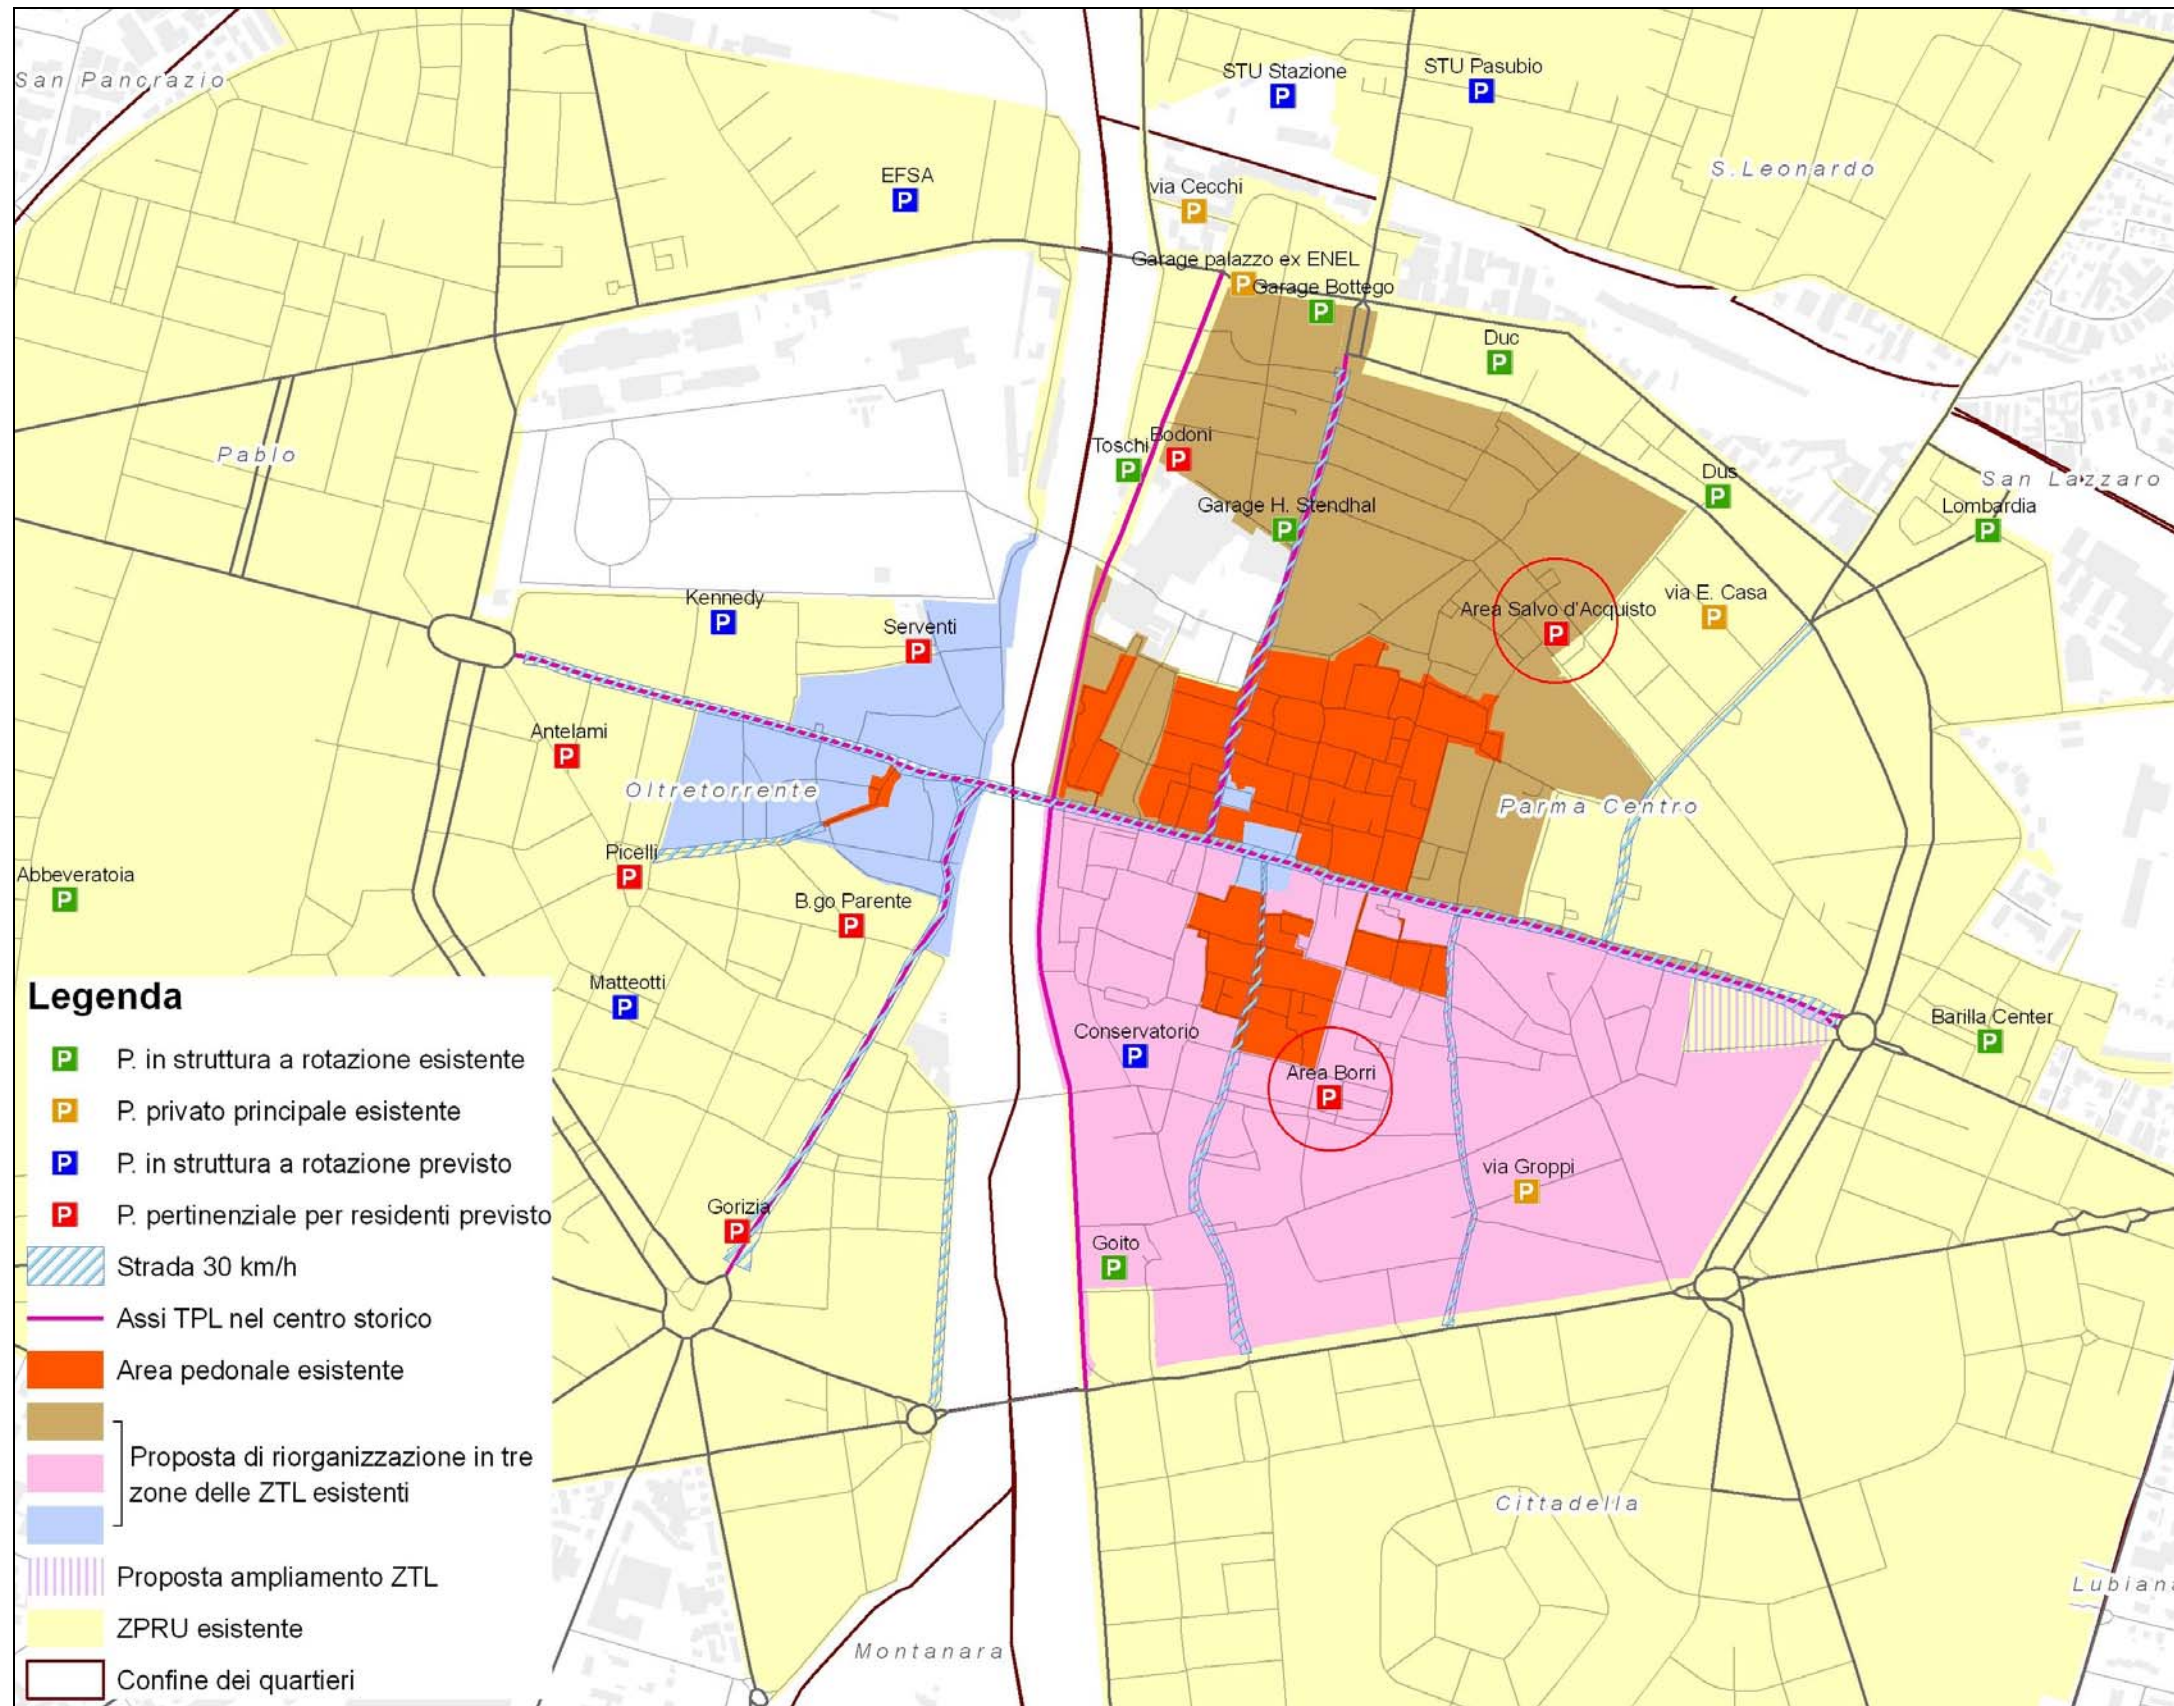 San Pancrazio
STU Stazione
P
STU Pasubio
P
S.Leonardo
EFSA
P
via Cecchi
P
Garage palazzo ex ENEL
P
Garage Bottego
P
Duc
P
Pablo
Toschi
P
Bodoni
P
Dus
P
San Lazzaro
Garage H. Stendhal
P
Lombardia
P
Kennedy
P
Serventi
P
Area Salvo d'Acquisto
P
via E. Casa
P
Antelami
P
Oltretorrente
Parma Centro
Picelli
P
Abbeveratoia
P
B.go Parente
P
Matteotti
P
Conservatorio
P
Barilla Center
P
Area Borri
P
via Groppi
P
Gorizia
P
Goito
P
Cittadella
Montanara
Legenda
P P. in struttura a rotazione esistente
P P. privato principale esistente
P P. in struttura a rotazione previsto
P P. pertinenziale per residenti previsto
Strada 30 km/h
Assi TPL nel centro storico
Area pedonale esistente
Proposta di riorganizzazione in tre
zone delle ZTL esistenti
Proposta ampliamento ZTL
ZPRU esistente
Confine dei quartieri